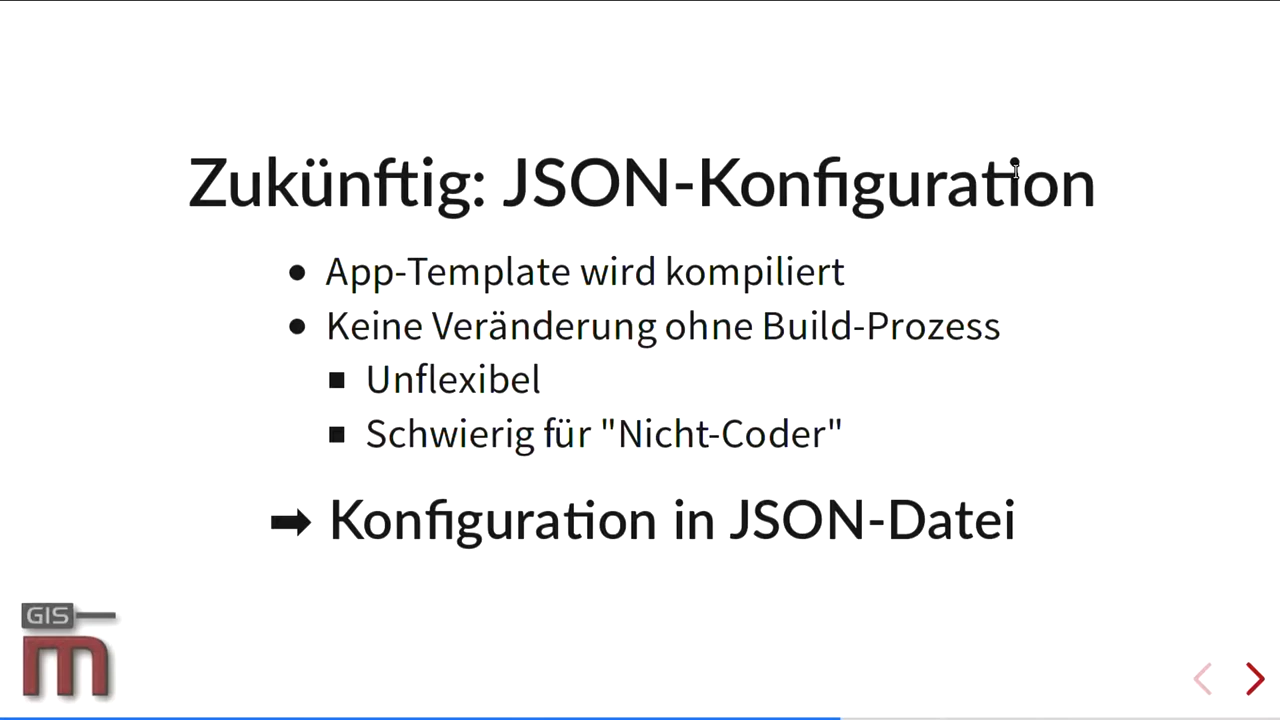 Zukünftig: JSON-Konfiguration
App-Template wird kompiliert
Keine Veränderung ohne Build-Prozess
Unflexibel
Schwierig für "Nicht-Coder"
➡ Konfiguration in JSON-Datei
GIS
m